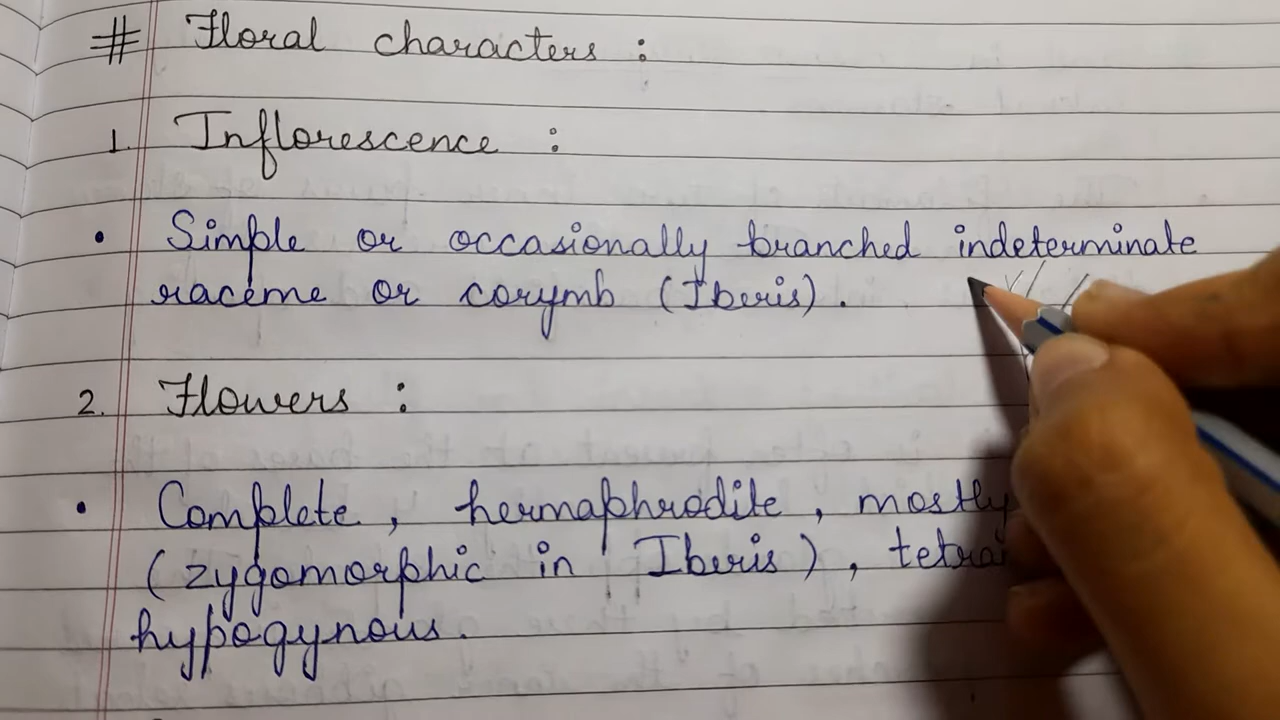 # Floral characters :
1. Inflorescence :
• Simple or occasionally branched indeterminate
raceme or corymb (Iberis).
2. Flowers :
• Complete, hermaphrodite, mostly
(zygomorphic in Iberis),
hypogynous.